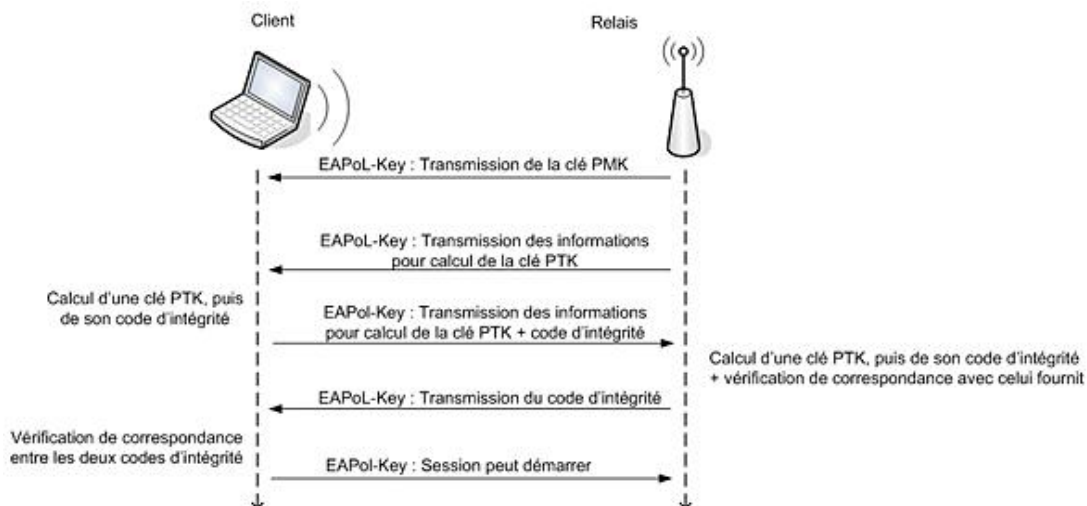 Client
Relais
EAPoL-Key : Transmission de la clé PMK
EAPoL-Key : Transmission des informations
pour calcul de la clé PTK
Calcul d'une clé PTK, puis
de son code d'intégrité
EAPol-Key : Transmission des informations
pour calcul de la clé PTK + code d'intégrité
Calcul d'une clé PTK, puis de son code d'intégrité
+ vérification de correspondance avec celui fournit
EAPoL-Key : Transmission du code d'intégrité
Vérification de correspondance
entre les deux codes d'intégrité
EAPol-Key : Session peut démarrer